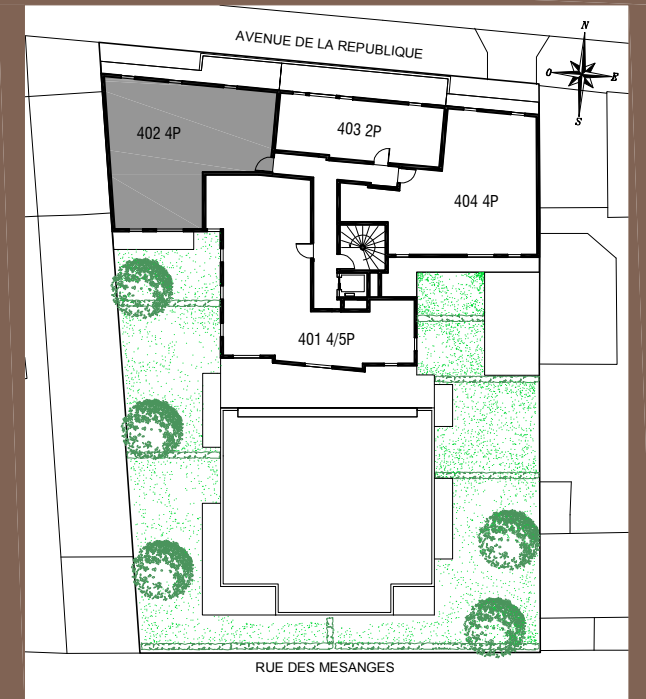 AVENUE DE LA REPUBLIQUE
N
O
E
S
402 4P
403 2P
404 4P
401 4/5P
RUE DES MESANGES